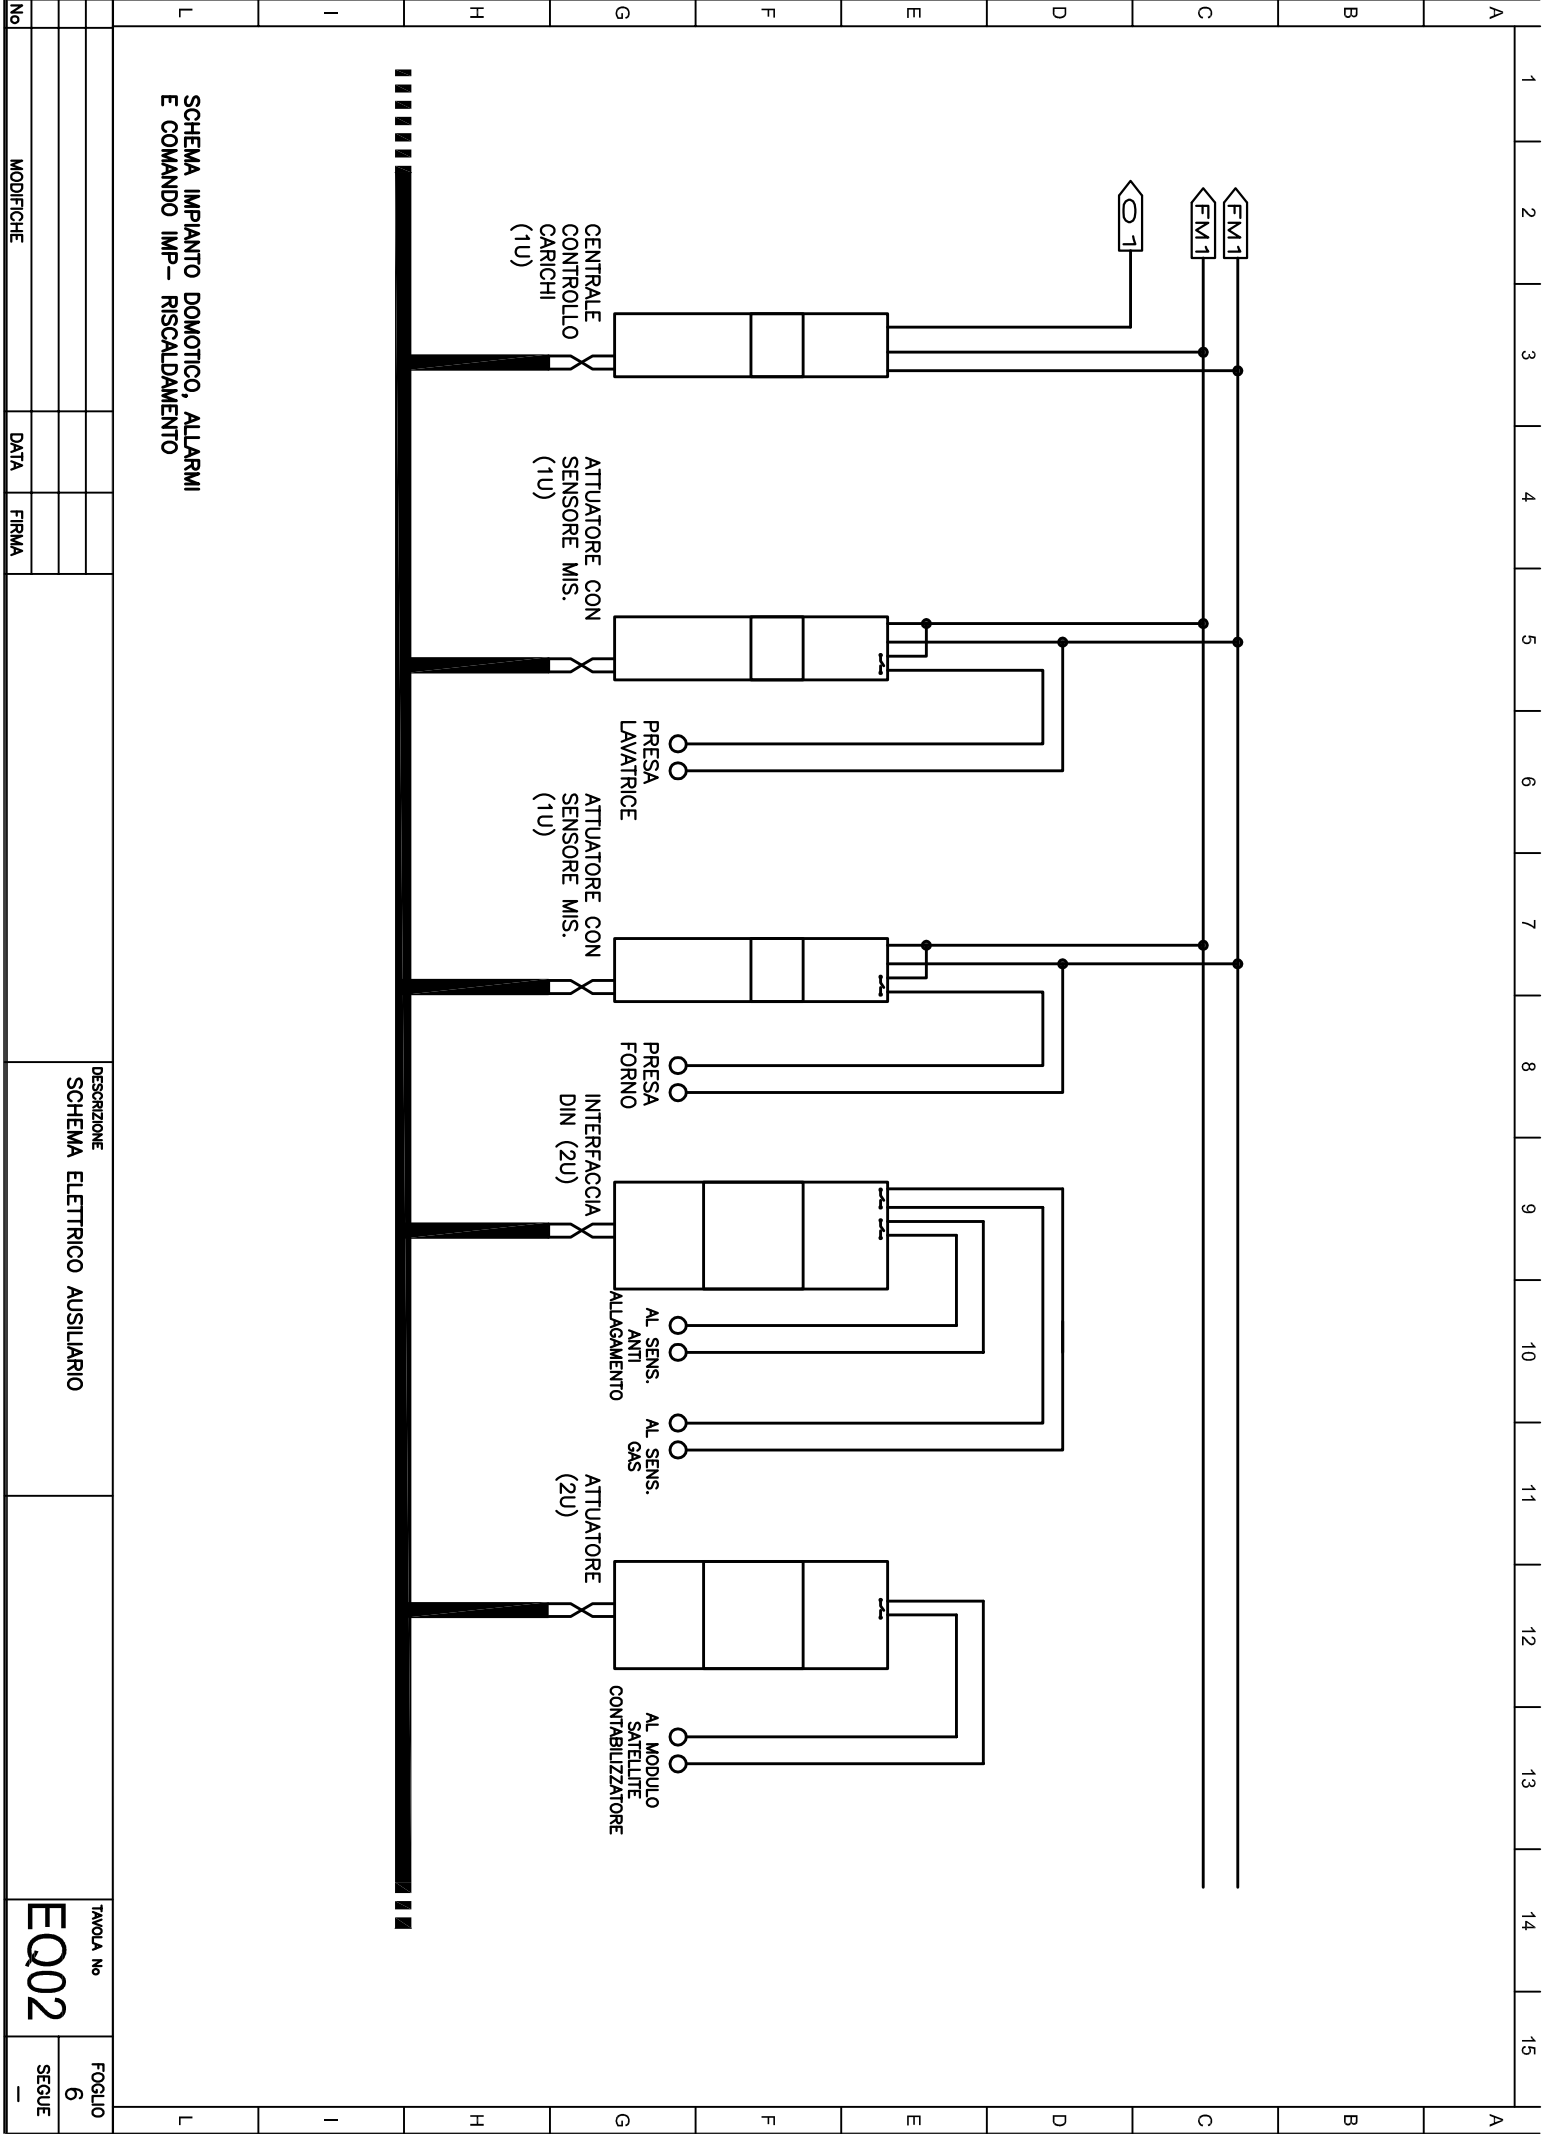 1 2 3 4 5 6 7 8 9 10 11 12 13 14 15
A
B
C
D
E
F
G
H
I
L
A
B
C
D
E
F
G
H
I
L
FM1
FM1
01
CENTRALE
CONTROLLO
CARICHI
(1U)
ATTUATORE CON
SENSORE MIS.
(1U)
PRESA
LAVATRICE
ATTUATORE CON
SENSORE MIS.
(1U)
PRESA
FORNO
INTERFACCIA
DIN (2U)
AL SENS.
ANTI
ALLAGAMENTO
AL SENS.
GAS
ATTUATORE
(2U)
AL MODULO
SATELLITE
CONTABILIZZATORE
SCHEMA IMPIANTO DOMOTICO, ALLARMI
E COMANDO IMP- RISCALDAMENTO
No MODIFICHE DATA FIRMA
DESCRIZIONE
SCHEMA ELETTRICO AUSILIARIO
TAVOLA No
EQ02
FOGLIO
6
SEGUE
-